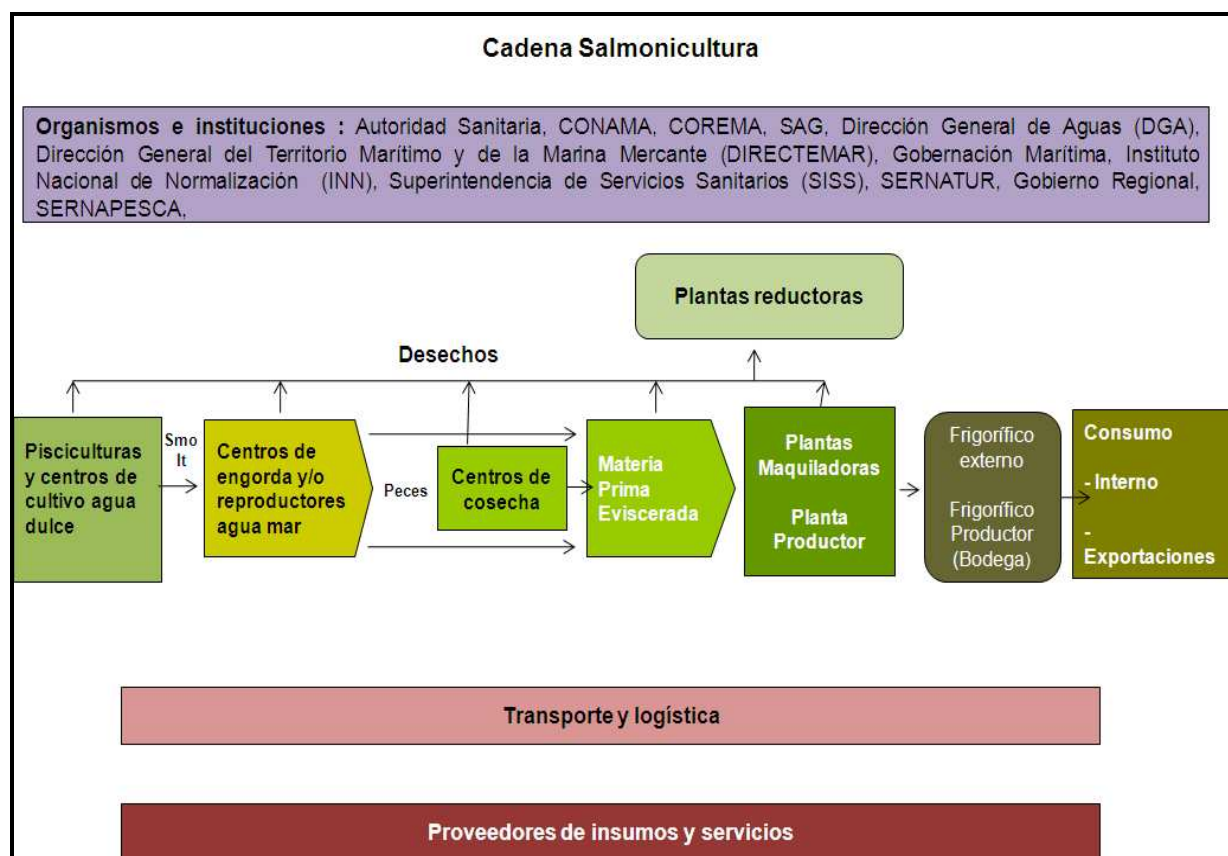 Cadena Salmonicultura
Organismos e instituciones : Autoridad Sanitaria, CONAMA, COREMA, SAG, Dirección General de Aguas (DGA),
Dirección General del Territorio Marítimo y de la Marina Mercante (DIRECTEMAR), Gobernación Marítima, Instituto
Nacional de Normalización (INN), Superintendencia de Servicios Sanitarios (SISS), SERNATUR, Gobierno Regional,
SERNAPESCA,
Plantas reductoras
Desechos
Piscicuturas
y centros de
cultivo agua
dulce
Smo
lt
Centros de
engorda y/o
reproductores
agua mar
Peces
Centros de
cosecha
Materia
Prima
Eviscerada
Plantas
Maquiladoras
Planta
Productor
Frigorífico
externo
Frigorífico
Productor
(Bodega)
Consumo
- Interno
-
Exportaciones
Transporte y logística
Proveedores de insumos y servicios